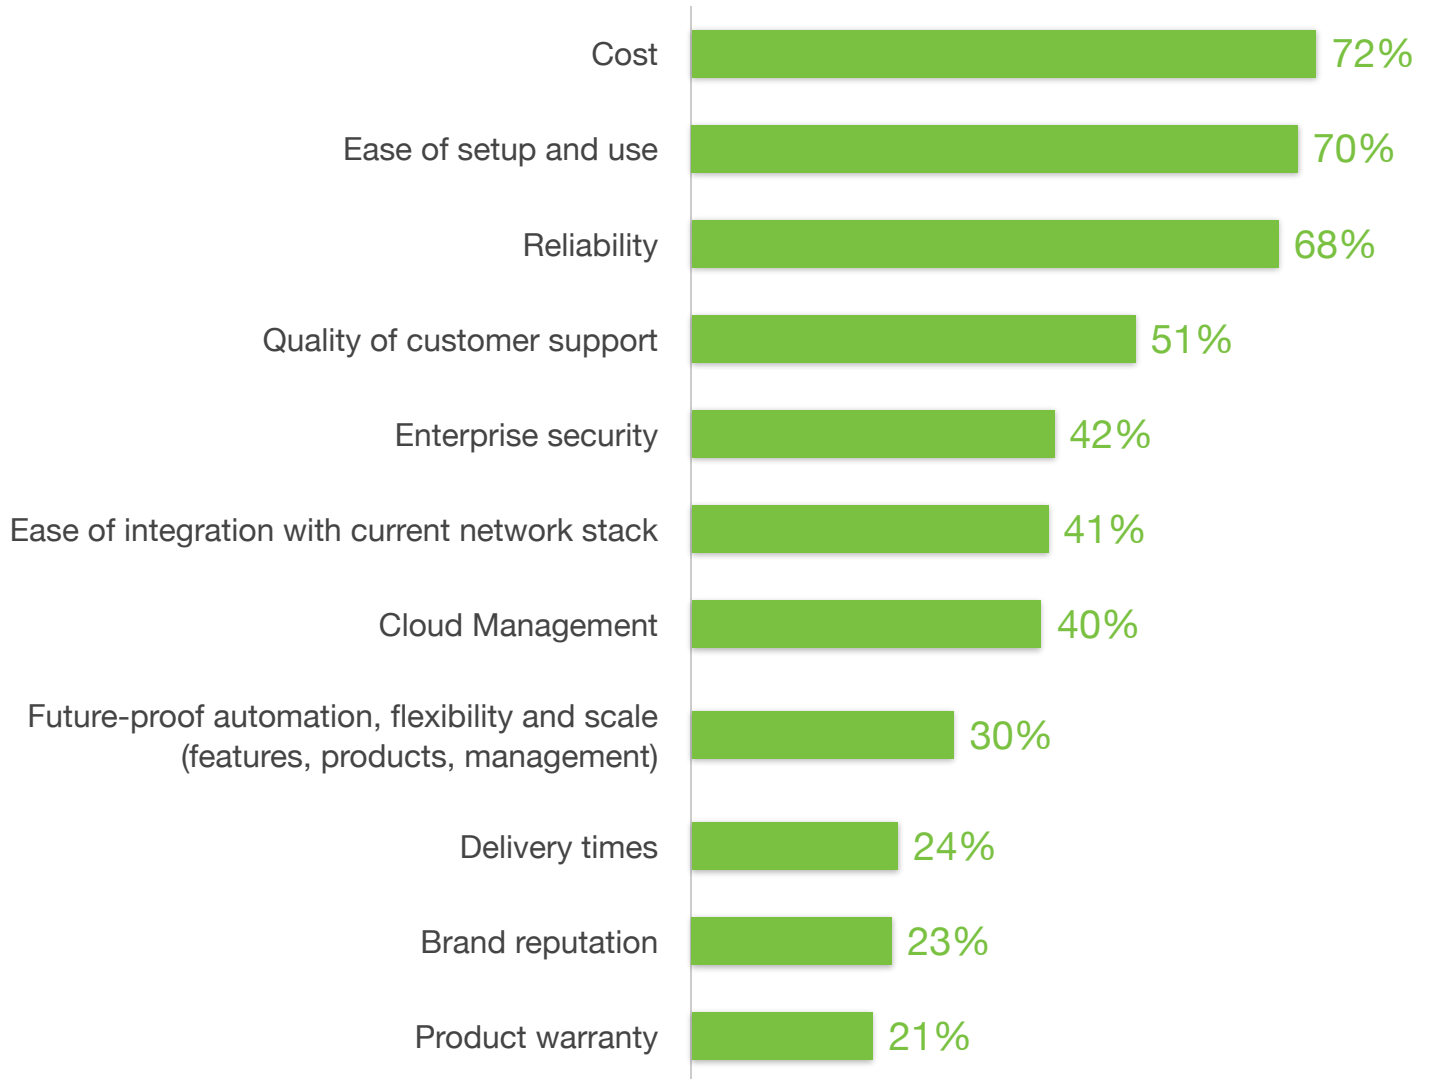 Cost 72%
Ease of setup and use 70%
Reliability 68%
Quality of customer support 51%
Enterprise security 42%
Ease of integration with current network stack 41%
Cloud Management 40%
Future-proof automation, flexibility and scale
(features, products, management) 30%
Delivery times 24%
Brand reputation 23%
Product warranty 21%